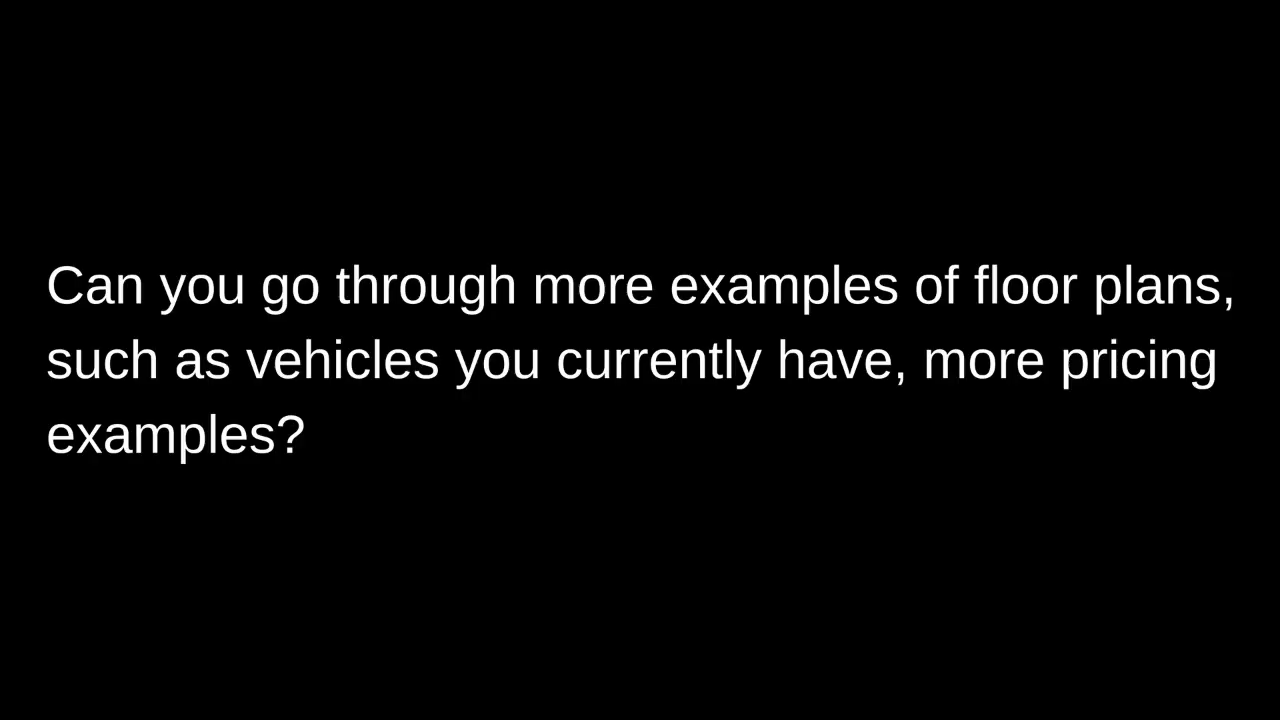 Can you go through more examples of floor plans,
such as vehicles you currently have, more pricing
examples?